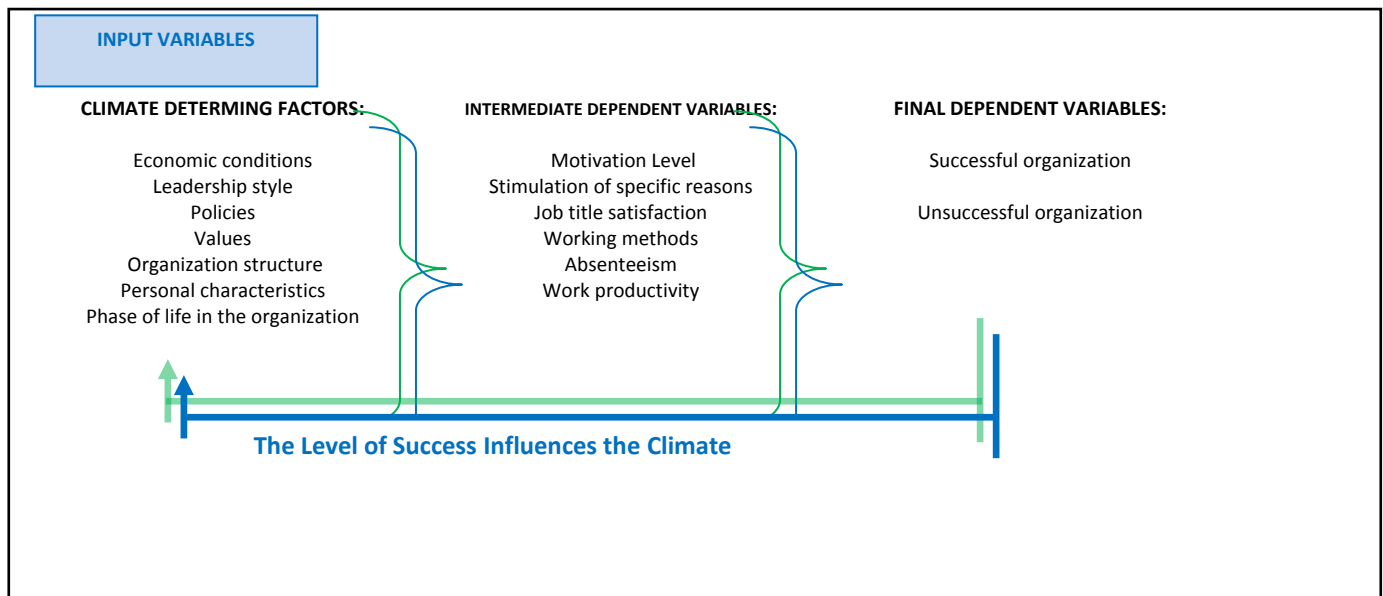 INPUT VARIABLES
CLIMATE DETERMING FACTORS:
Economic conditions
Leadership style
Policies
Values
Organization structure
Personal characteristics
Phase of life in the organization
INTERMEDIATE DEPENDENT VARIABLES:
Motivation Level
Stimulation of specific reasons
Job title satisfaction
Working methods
Absenteeism
Work productivity
FINAL DEPENDENT VARIABLES:
Successful organization
Unsuccessful organization
The Level of Success Influences the Climate